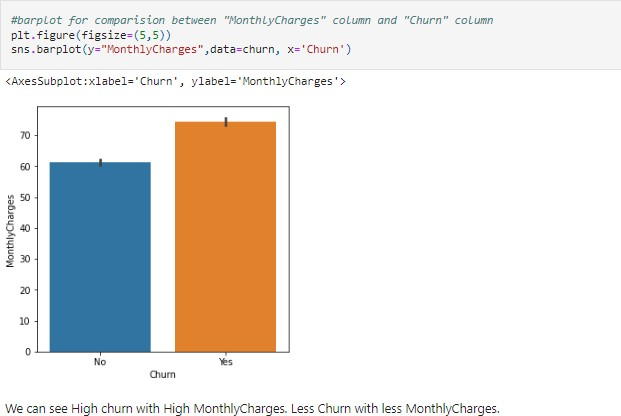 #barplot for comparision between "MonthlyCharges" column and "Churn" column
plt.figure(figsize=(5,5))
sns.barplot(y="MonthlyCharges",data=churn, x='Churn')
<AxesSubplot:xlabel='Churn', ylabel='MonthlyCharges'>
70
60
50
40
30
20
10
0
MonthlyCharges
No Yes
Churn
We can see High churn with High MonthlyCharges. Less Churn with less MonthlyCharges.